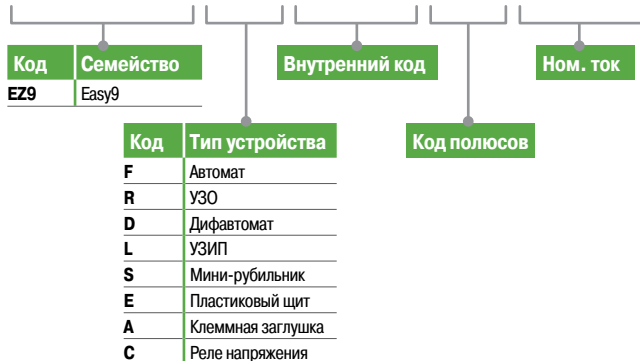 Код Семейство
EZ9 Easy9
Внутренний код
Ном. ток
Код Тип устройства
F Автомат
R УЗО
D Дифавтомат
L УЗИП
S Мини-рубильник
E Пластиковый щит
A Клеммная заглушка
C Реле напряжения
Код полюсов